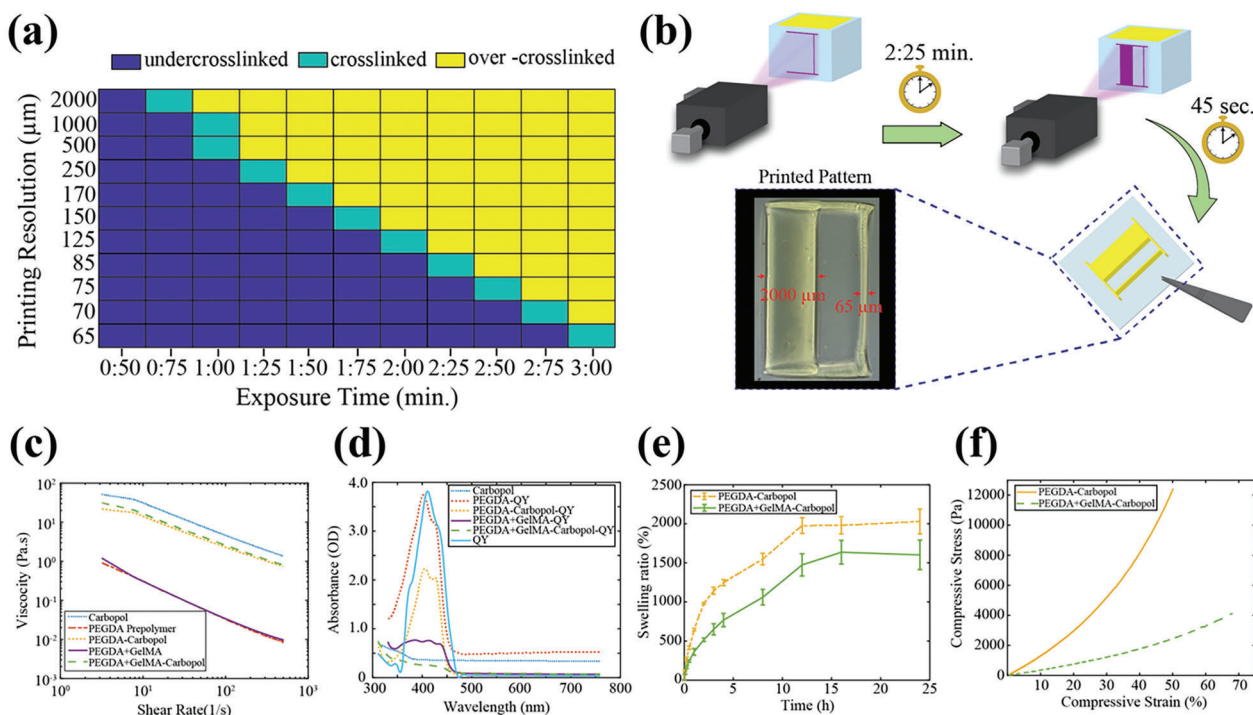 (a)
undercrosslinked crosslinked over -crosslinked
Printing Resolution (µm)
2000
1000
500
250
170
150
125
85
75
70
65
0:50 0:75 1:00 1:25 1:50 1:75 2:00 2:25 2:50 2:75 3:00
Exposure Time (min.)
(b)
2:25 min.
45 sec.
Printed Pattern
2000 µm
65 µm
(c)
Viscocity (Pa.s)
10² 
10¹
10⁰
10⁻¹
10⁻²
10⁻³
Carbopol
PEGDA Prepolymer
PEGDA-Carbopol
PEGDA+GelMA
PEGDA+GelMA-Carbopol
10⁰ 10¹ 10² 10³
Shear Rate(1/s)
(d)
Absorbance (OD)
4.0
3.0
2.0
1.0
0
Carbopol
PEGDA-QY
PEGDA-Carbopol-QY
PEGDA+GelMA-QY
PEGDA+GelMA-Carbopol-QY
QY
300 400 500 600 700
Wavelength (nm)
(e)
Swelling ratio (%)
2500
2000
1500
1000
500
0
PEGDA-Carbopol
PEGDA+GelMA-Carbopol
0 5 10 15 20 25
Time (h)
(f)
Compressive Stress (Pa)
12000
10000
8000
6000
4000
2000
0
PEGDA-Carbopol
PEGDA+GelMA-Carbopol
10 20 30 40 50 60 70
Compressive Strain (%)